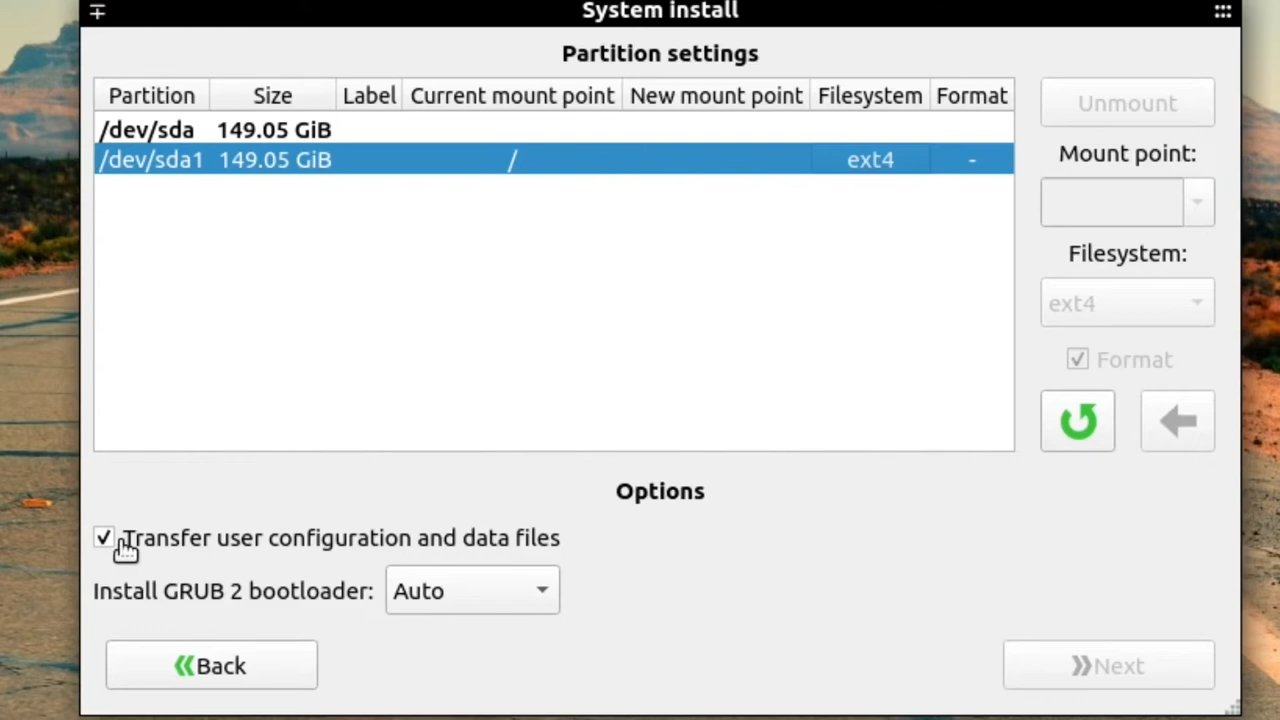 System install
Partition settings
Partition Size Label Current mount point New mount point Filesystem Format
/dev/sda 149.05 GiB
/dev/sda1 149.05 GiB / ext4 -
Unmount
Mount point:
Filesystem:
ext4
Format
Options
Transfer user configuration and data files
Install GRUB 2 bootloader: Auto
Back
Next